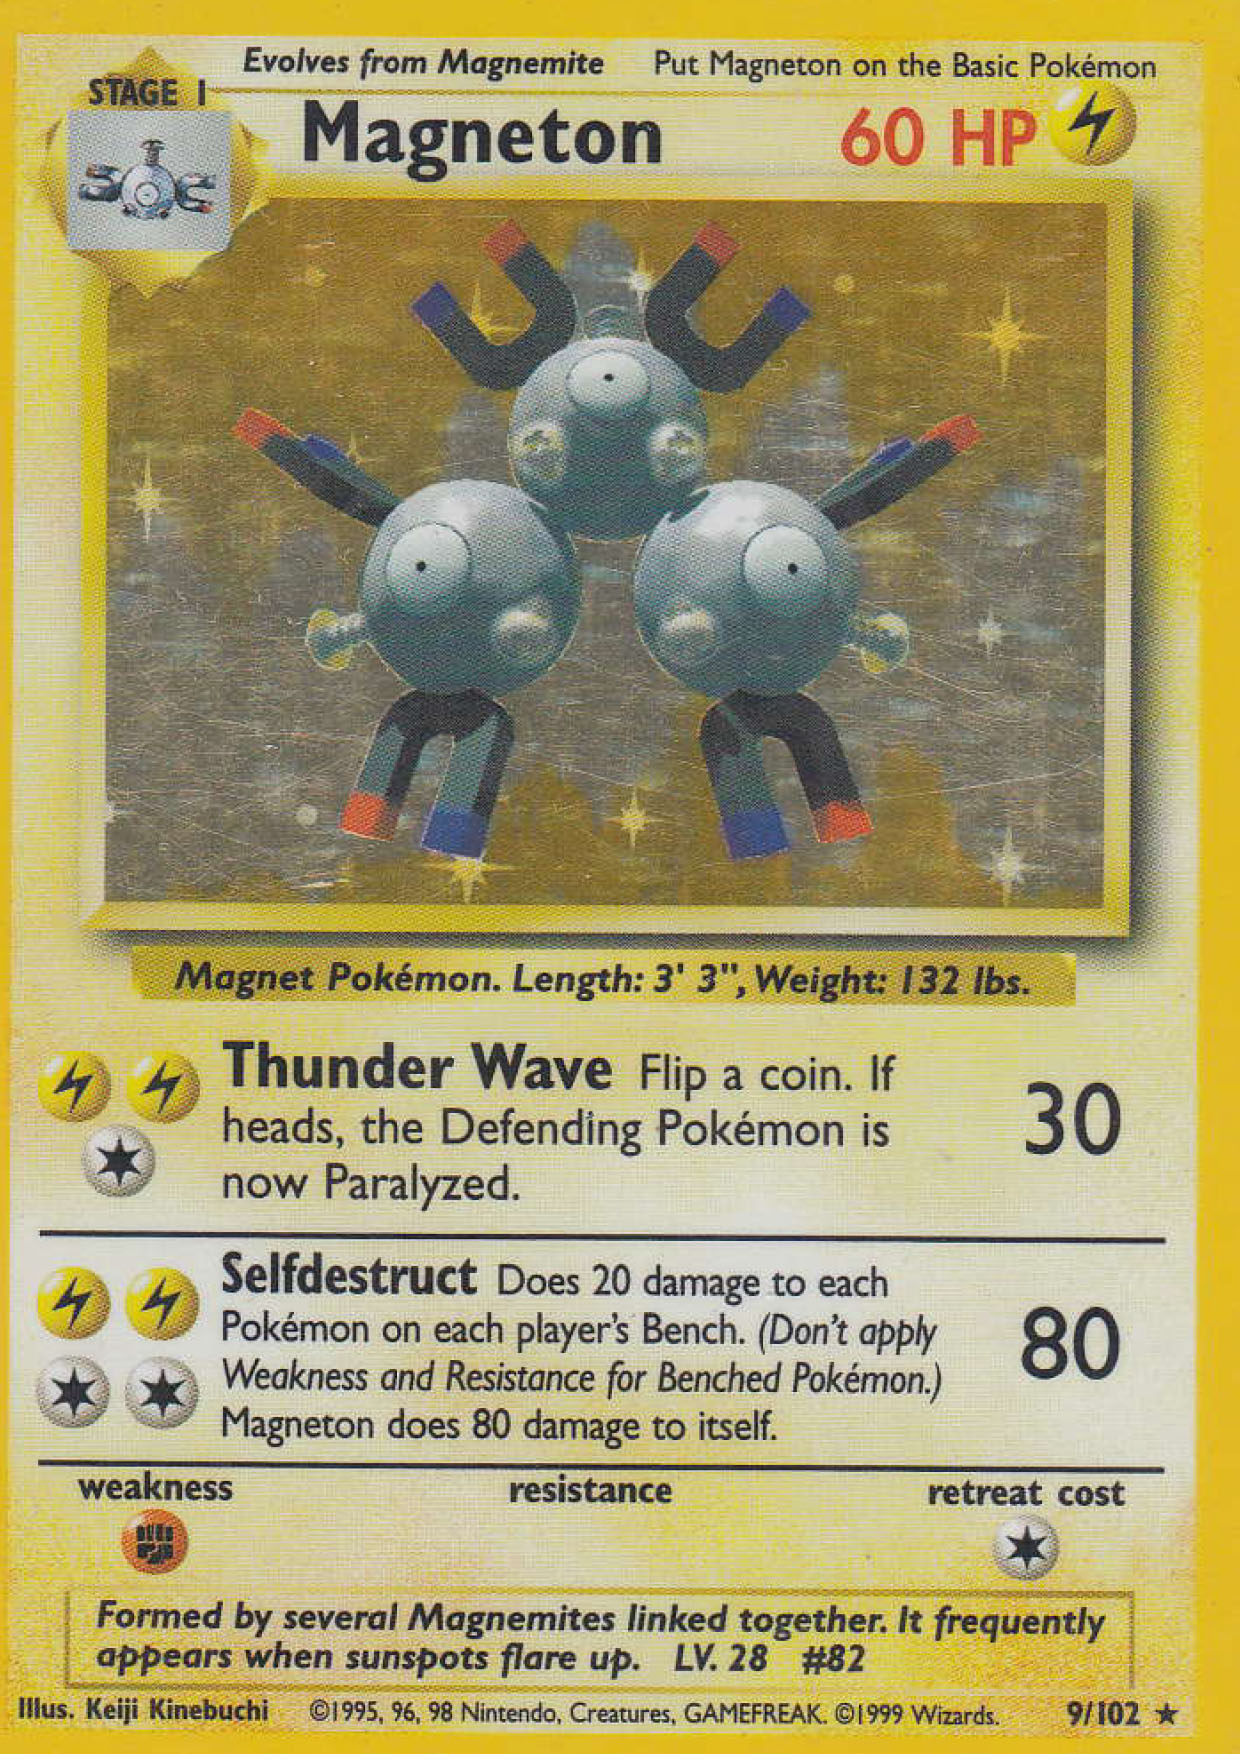 Evolves from Magnemite Put Magneton on the Basic Pokémon
STAGE 1
Magneton 60 HP
Magnet Pokémon. Length: 3' 3", Weight: 132 lbs.
Thunder Wave Flip a coin. If
heads, the Defending Pokémon is
now Paralyzed.
30
Selfdestruct Does 20 damage to each
Pokémon on each player's Bench. (Don't apply
Weakness and Resistance for Benched Pokémon.)
Magneton does 80 damage to itself.
80
weakness resistance retreat cost
Formed by several Magnemites linked together. It frequently
appears when sunspots flare up. LV. 28 #82
Illus. Keiji Kinebuchi ©1995, 96, 98 Nintendo, Creatures, GAMEFREAK. ©1999 Wizards. 9/102 ★